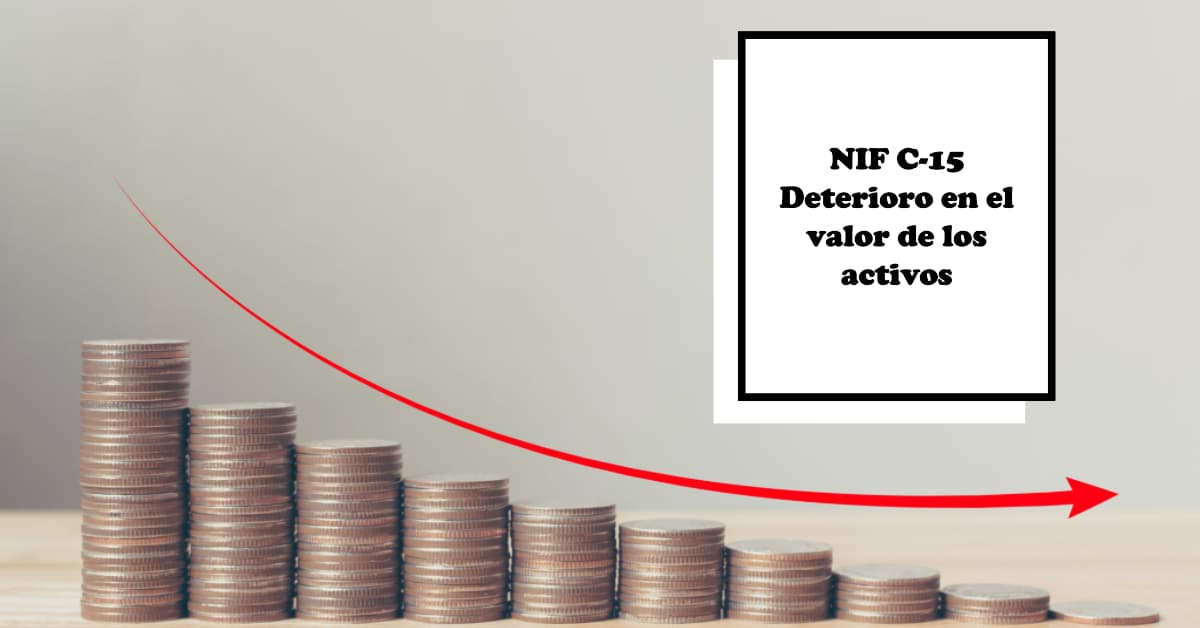 NIF C-15
Deterioro en el
valor de los
activos